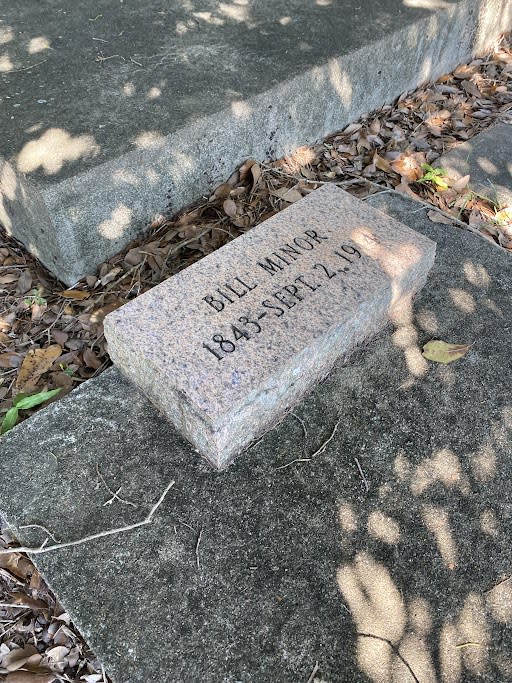 BILL MINOR
1843-SEPT. 2, 19